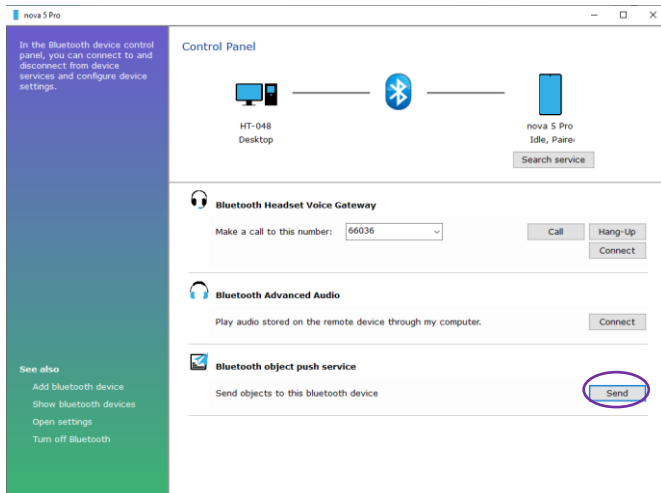 nova 5 Pro
In the Bluetooth device control
panel, you can connect to and
disconnect from device
services and configure device
settings.
Control Panel
HT-048
Desktop
nova 5 Pro
Idle, Paire
Search service
Bluetooth Headset Voice Gateway
Make a call to this number: 66036
Call Hang-Up
Connect
Bluetooth Advanced Audio
Play audio stored on the remote device through my computer.
Connect
Bluetooth object push service
Send objects to this bluetooth device
Send
See also
Add bluetooth device
Show bluetooth devices
Open settings
Turn off Bluetooth